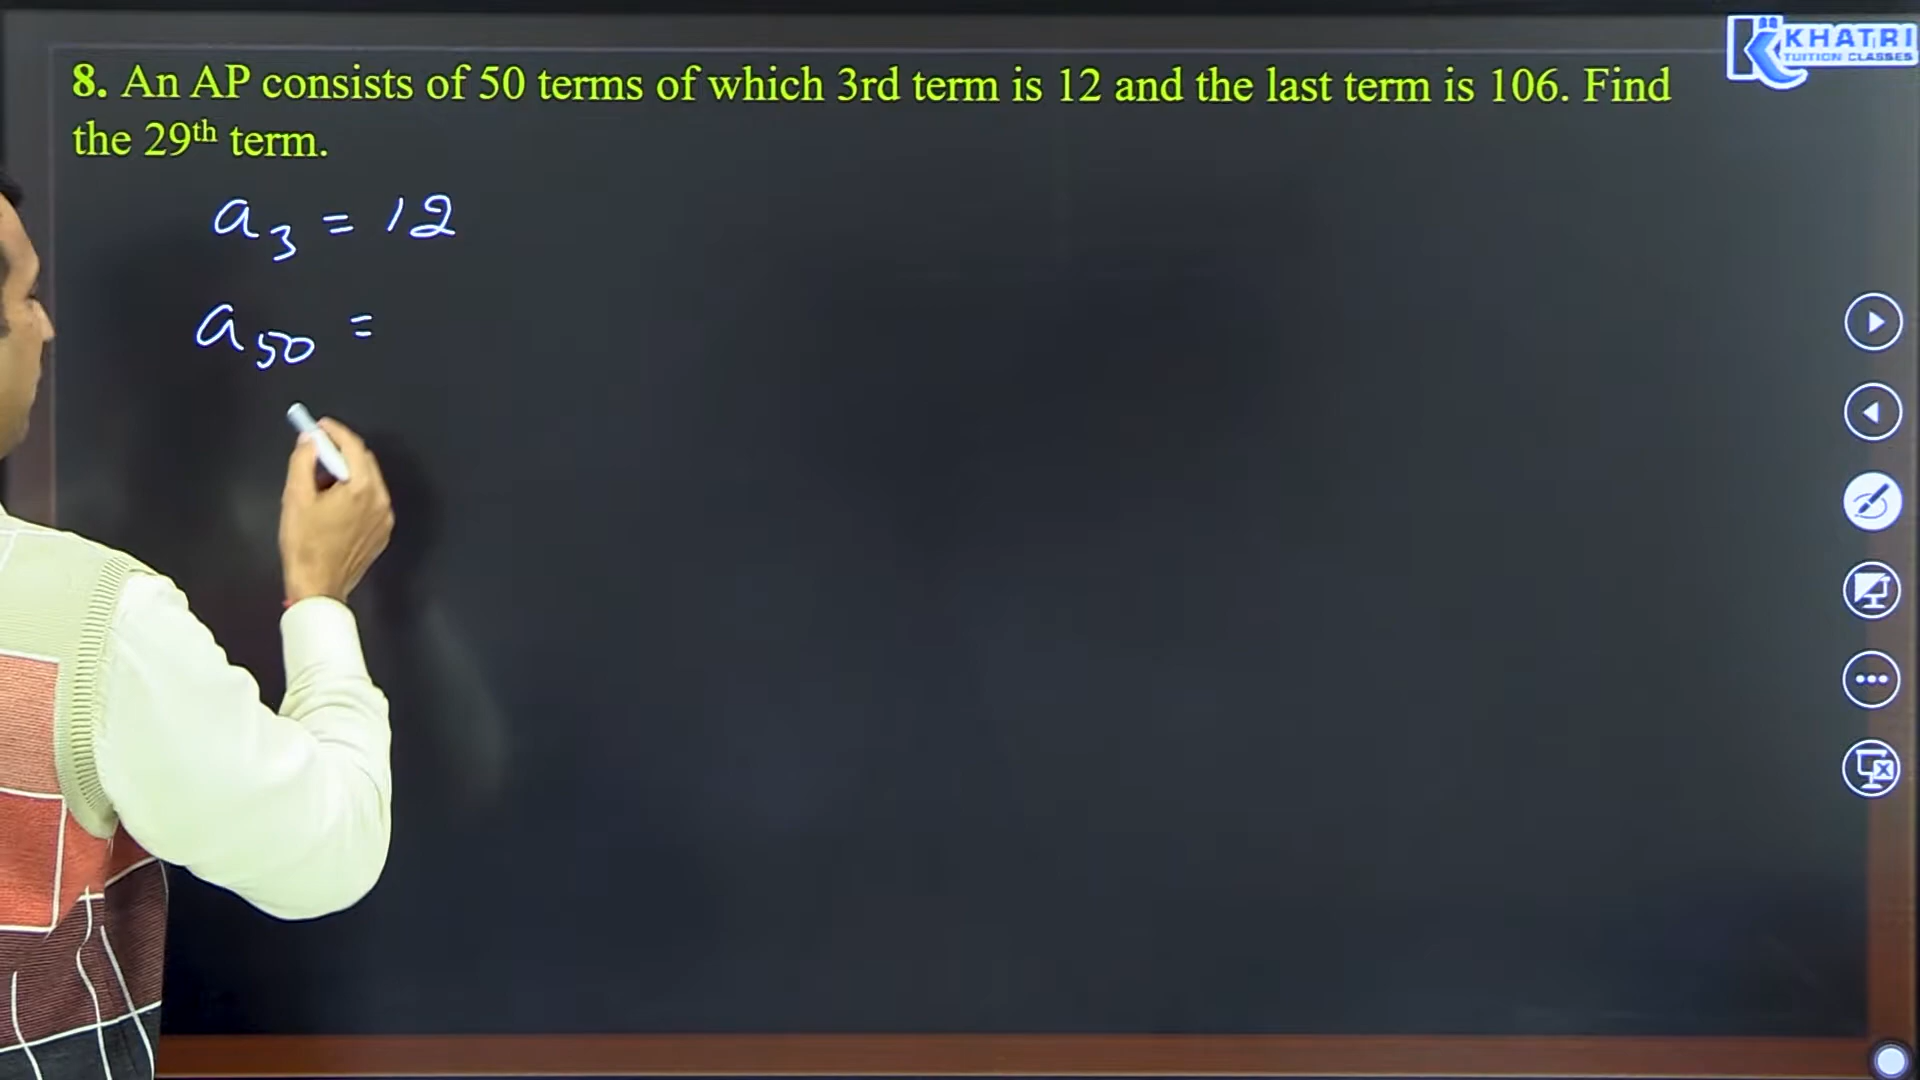 KHATRI
TUITION CLASSES
8. An AP consists of 50 terms of which 3rd term is 12 and the last term is 106. Find
the 29th term.
a3 = 12
a50 =